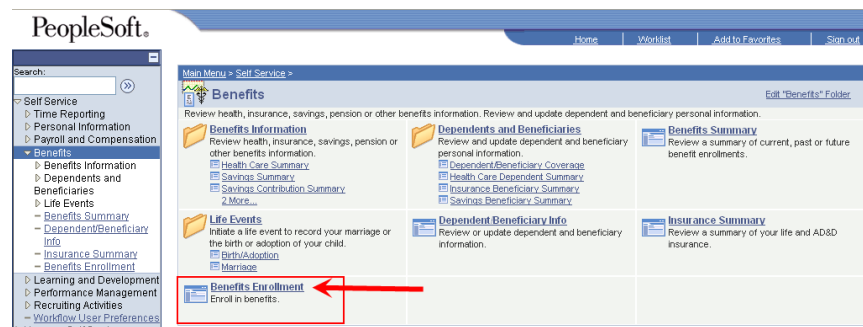 PeopleSoft.
Home
Worklist
Add to Favorites
Sign out
Search:
Self Service
Time Reporting
Personal Information
Payroll and Compensation
Benefits
Benefits Information
Dependents and
Beneficiaries
Life Events
Benefits Summary
Dependent/Beneficiary
Info
Insurance Summary
Benefits Enrollment
Learning and Development
Performance Management
Recruiting Activities
Workflow User Preferences
Main Menu > Self Service >
Benefits
Edit "Benefits" Folder
Review health, insurance, savings, pension or other benefits information. Review and update dependent and beneficiary personal information.
Benefits Information
Review health, insurance, savings, pension or
other benefits information.
Health Care Summary
Savings Summary
Savings Contribution Summary
2 More...
Dependents and Beneficiaries
Review and update dependent and beneficiary
personal information.
Dependent/Beneficiary Coverage
Health Care Dependent Summary
Insurance Beneficiary Summary
Savings Beneficiary Summary
Benefits Summary
Review a summary of current, past or future
benefit enrollments.
Life Events
Initiate a life event to record your marriage or
the birth or adoption of your child.
Birth/Adoption
Marriage
Dependent/Beneficiary Info
Review or update dependent and beneficiary
information.
Insurance Summary
Review a summary of your life and AD&D
insurance.
Benefits Enrollment
Enroll in benefits.